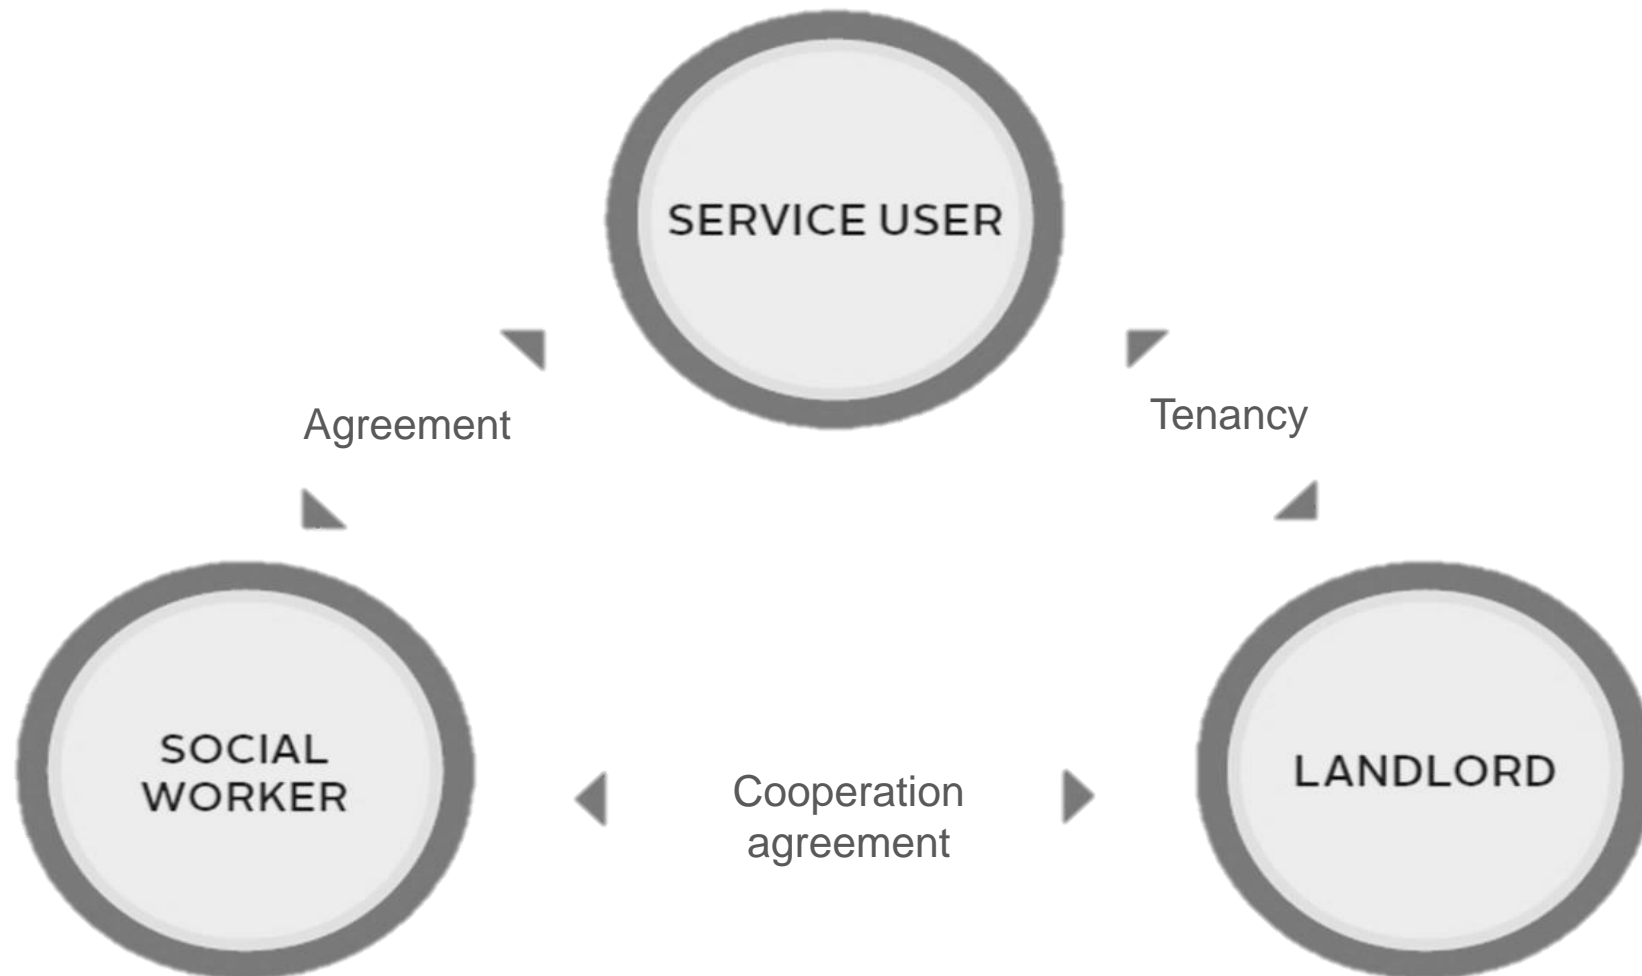 SERVICE USER
Agreement
Tenancy
SOCIAL
WORKER
Cooperation
agreement
LANDLORD